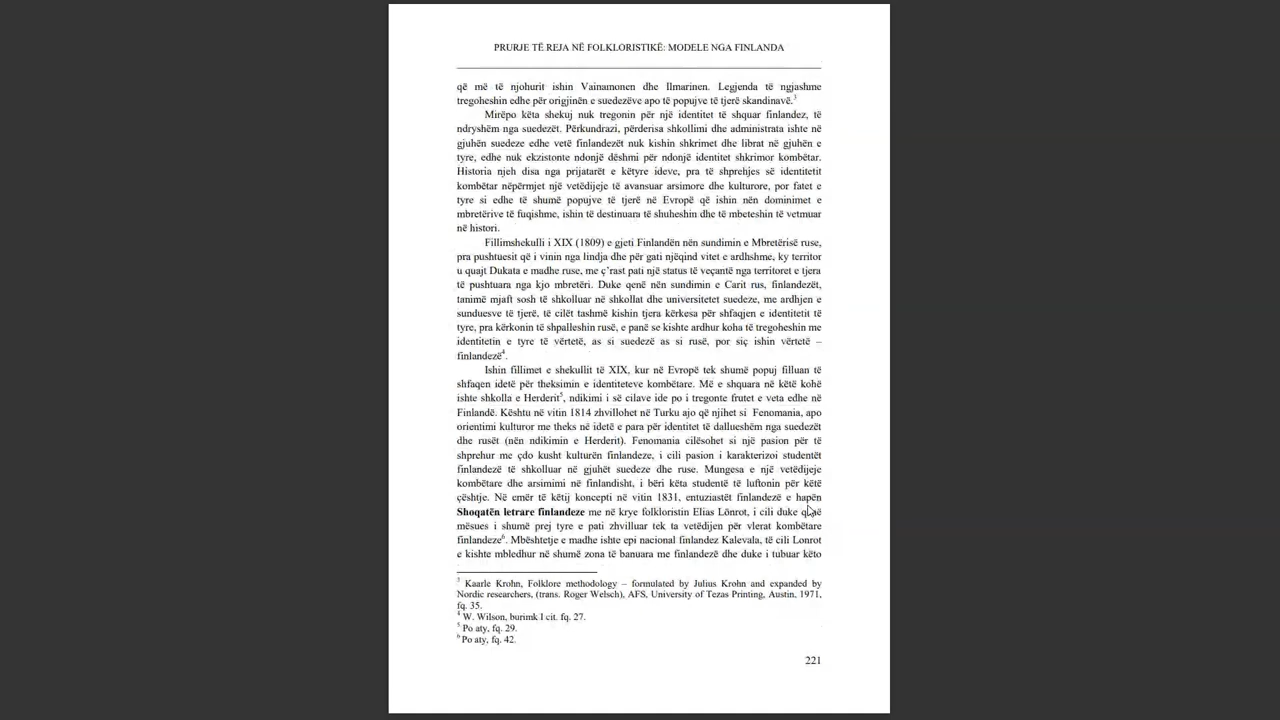 PRURJE TË REJA NË FOLKLORISTIKË: MODELE NGA FINLANDA
që më të njohurit ishin Vainamonen dhe Ilmarinen. Legjenda të ngjashme
tregoheshin edhe për origjinën e suedezëve apo të popujve të tjerë skandinavë.3
Mirëpo këta shekuj nuk tregonin për një identitet të shquar finlandez, të
ndryshëm nga suedezët. Përkundrazi, përderisa shkollimi dhe administrata ishte në
gjuhën suedeze edhe vetë finlandezët nuk kishin shkrimet dhe librat në gjuhën e
tyre, edhe nuk ekzistonte ndonjë dëshmi për ndonjë identitet shkrimor kombëtar.
Historia njeh disa nga prijatarët e këtyre ideve, pra të shprehjes së identitetit
kombëtar nëpërmjet një vetëdijeje të avansuar arsimore dhe kulturore, por fatet e
tyre si edhe të shumë popujve të tjerë në Evropë që ishin nën dominimet e
mbretërive të fuqishme, ishin të destinuara të shuheshin dhe të mbeteshin të vetmuar
në histori.
Fillimshekulli i XIX (1809) e gjeti Finlandën nën sundimin e Mbretërisë ruse,
pra pushtuesit që i vinin nga lindja dhe për gati njëqind vitet e ardhshme, ky territor
u quajt Dukata e madhe ruse, me ç’rast pati një status të veçantë nga territoret e tjera
të pushtuara nga kjo mbretëri. Duke qenë nën sundimin e Carit rus, finlandezët,
tanimë mjaft sosh të shkolluar në shkollat dhe universitetet suedeze, me ardhjen e
sunduesve të tjerë, të cilët tashmë kishin tjera kërkesa për shfaqjen e identitetit të
tyre, pra kërkonin të shpalleshin rusë, e panë se kishte ardhur koha të tregoheshin me
identitetin e tyre të vërtetë, as si suedezë as si rusë, por siç ishin vërtetë –
finlandezë4.
Ishin fillimet e shekullit të XIX, kur në Evropë tek shumë popuj filluan të
shfaqen idetë për theksimin e identiteteve kombëtare. Më e shquara në këtë kohë
ishte shkolla e Herderit5, ndikimi i së cilave ide po i tregonte frutet e veta edhe në
Finlandë. Kështu në vitin 1814 zhvillohet në Turku ajo që njihet si Fenomania, apo
orientimi kulturor me theks në idetë e para për identitet të dallueshëm nga suedezët
dhe rusët (nën ndikimin e Herderit). Fenomania cilësohet si një pasion për të
shprehur me çdo kusht kulturën finlandeze, i cili pasion i karakterizoi studentët
finlandezë të shkolluar në gjuhët suedeze dhe ruse. Mungesa e një vetëdijeje
kombëtare dhe arsimimi në finlandisht, i bëri këta studentë të luftonin për këtë
çështje. Në emër të këtij koncepti në vitin 1831, entuziastët finlandezë e hapën
Shoqatën letrare finlandeze me në krye folkloristin Elias Lönrot, i cili duke qenë
mësues i shumë prej tyre e pati zhvilluar tek ta vetëdijen për vlerat kombëtare
finlandeze6. Mbështetje e madhe ishte epi nacional finlandez Kalevala, të cili Lonrot
e kishte mbledhur në shumë zona të banuara me finlandezë dhe duke i tubuar këto
3 Kaarle Krohn, Folklore methodology – formulated by Julius Krohn and expanded by
Nordic researchers, (trans. Roger Welsch), AFS, University of Tezas Printing, Austin, 1971,
fq. 35.
4 W. Wilson, burimk I cit. fq. 27.
5 Po aty, fq. 29.
6 Po aty, fq. 42.
221